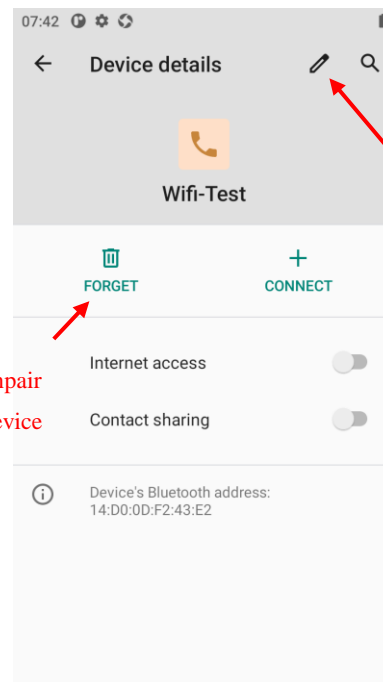 07:42
Device details
Wifi-Test
FORGET CONNECT
Internet access
Contact sharing
Device's Bluetooth address:
14:D0:0D:F2:43:E2